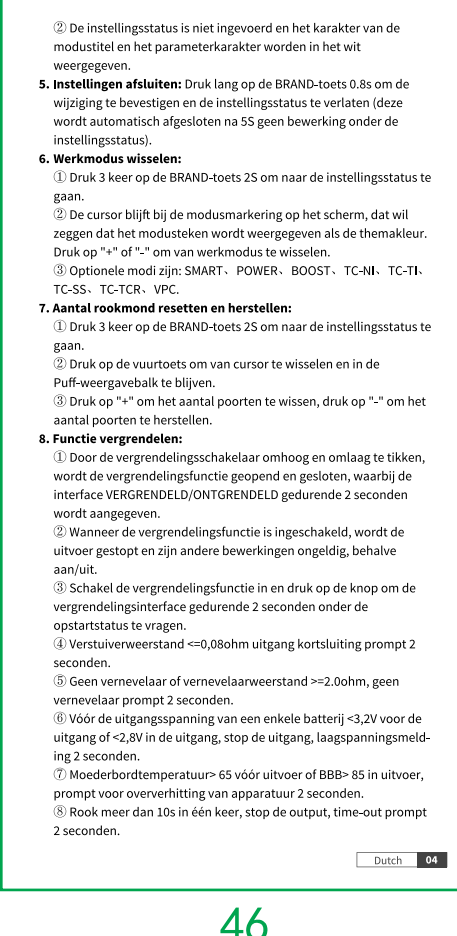 ② De instellingsstatus is niet ingevoerd en het karakter van de
modustitel en het parameterkarakter worden in het wit
weergegeven.
5. Instellingen afsluiten: Druk lang op de BRAND-toets 0.8s om de
wijziging te bevestigen en de instellingsstatus te verlaten (deze
wordt automatisch afgesloten na 5S geen bewerking onder de
instellingsstatus).
6. Werkmodus wisselen:
① Druk 3 keer op de BRAND-toets 2S om naar de instellingsstatus te
gaan.
② De cursor blijft bij de modusmarkering op het scherm, dat wil
zeggen dat het modusteken wordt weergegeven als de themakleur.
Druk op "+" of "-" om van werkmodus te wisselen.
③ Optionele modi zijn: SMART、POWER、BOOST、TC-NI、TC-TI、
TC-SS、TC-TCR、VPC.
7. Aantal rookmond resetten en herstellen:
① Druk 3 keer op de BRAND-toets 2S om naar de instellingsstatus te
gaan.
② Druk op de vuurtoets om van cursor te wisselen en in de
Puff-weergavebalk te blijven.
③ Druk op "+" om het aantal poorten te wissen, druk op "-" om het
aantal poorten te herstellen.
8. Functie vergrendelen:
① Door de vergrendelingsschakelaar omhoog en omlaag te tikken,
wordt de vergrendelingsfunctie geopend en gesloten, waarbij de
interface VERGRENDELD/ONTGRENDELD gedurende 2 seconden
wordt aangegeven.
② Wanneer de vergrendelingsfunctie is ingeschakeld, wordt de
uitvoer gestopt en zijn andere bewerkingen ongeldig, behalve
aan/uit.
③ Schakel de vergrendelingsfunctie in en druk op de knop om de
vergrendelingsinterface gedurende 2 seconden onder de
opstartstatus te vragen.
④ Verstuiverweerstand <=0,08ohm uitgang kortsluiting prompt 2
seconden.
⑤ Geen vernevelaar of vernevelaarweerstand >=2.0ohm, geen
vernevelaar prompt 2 seconden.
⑥ Vóór de uitgangsspanning van een enkele batterij <3,2V voor de
uitgang of <2,8V in de uitgang, stop de uitgang, laagspanningsmeld-
ing 2 seconden.
⑦ Moederbordtemperatuur> 65 vóór uitvoer of BBB> 85 in uitvoer,
prompt voor oververhitting van apparatuur 2 seconden.
⑧ Rook meer dan 10s in één keer, stop de output, time-out prompt
2 seconden.
Dutch 04
46